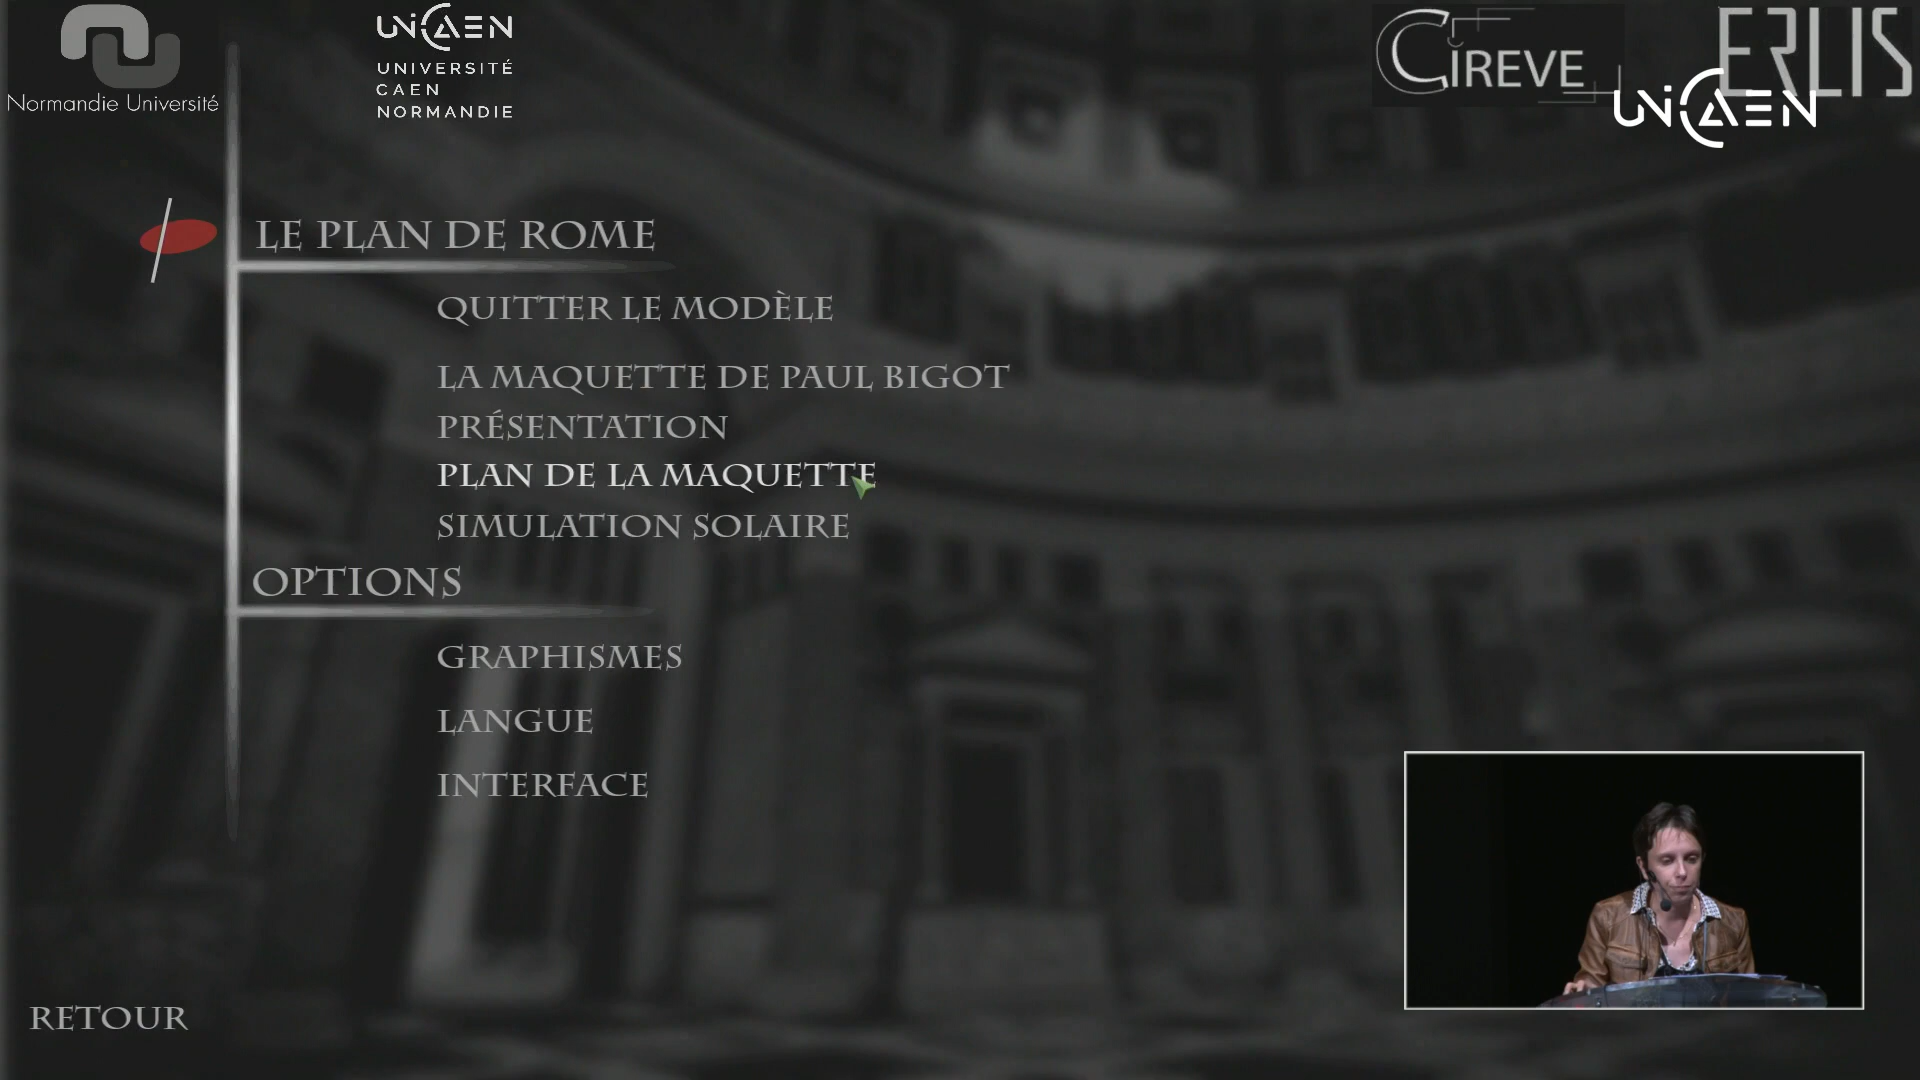 Normandie Université
UNICAEN
UNIVERSITÉ
CAEN
NORMANDIE
CIREVE
ERLIS
UNICAEN
LE PLAN DE ROME
QUITTER LE MODÈLE
LA MAQUETTE DE PAUL BIGOT
PRÉSENTATION
PLAN DE LA MAQUETTE
SIMULATION SOLAIRE
OPTIONS
GRAPHISMES
LANGUE
INTERFACE
RETOUR